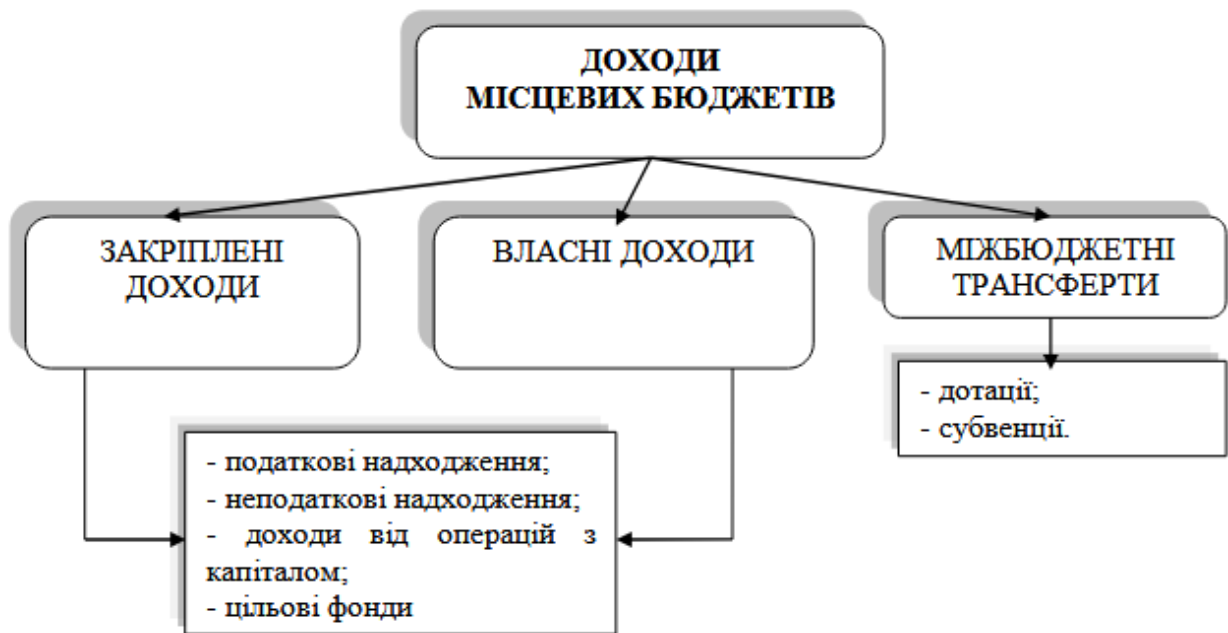 ДОХОДИ
МІСЦЕВИХ БЮДЖЕТІВ
ЗАКРІПЛЕНІ
ДОХОДИ
ВЛАСНІ ДОХОДИ
МІЖБЮДЖЕТНІ
ТРАНСФЕРТИ
- дотації;
- субвенції.
- податкові надходження;
- неподаткові надходження;
- доходи від операцій з
капіталом;
- цільові фонди